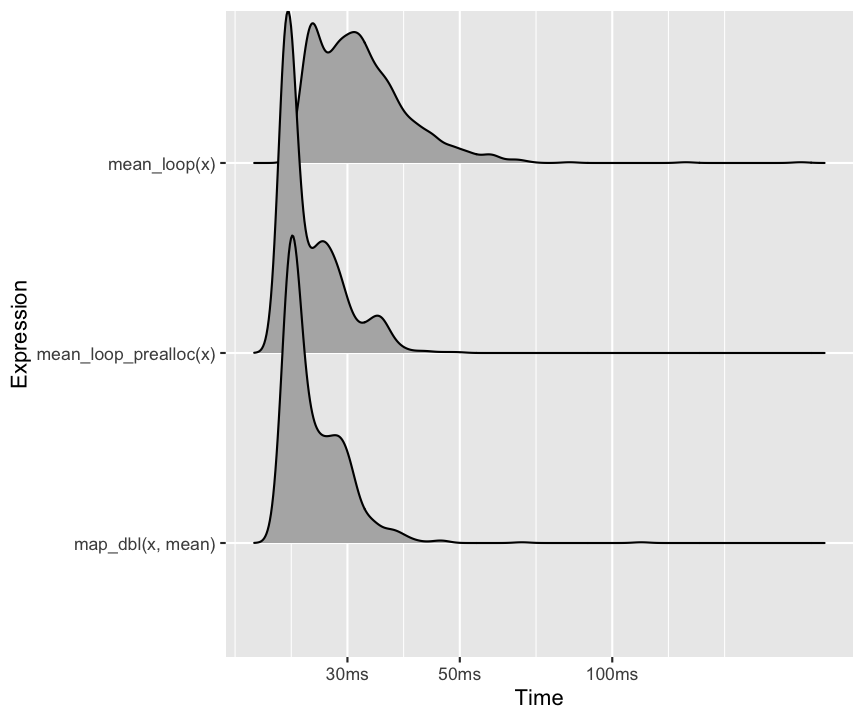 mean_loop(x)
Expression
mean_loop_prealloc(x)
map_dbl(x, mean)
30ms
50ms
100ms
Time